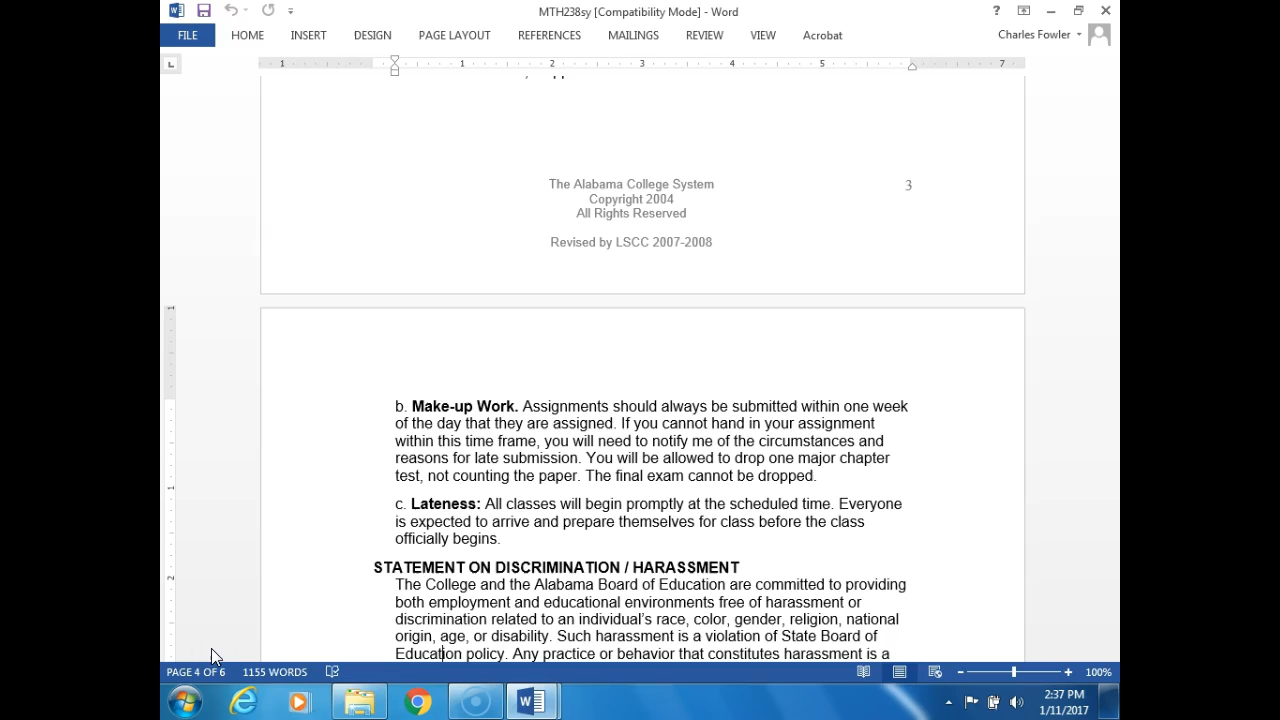 MTH238sy [Compatibility Mode] - Word
?
FILE HOME INSERT DESIGN PAGE LAYOUT REFERENCES MAILINGS REVIEW VIEW Acrobat Charles Fowler
1 1 2 3 4 5 7
The Alabama College System 3
Copyright 2004
All Rights Reserved
Revised by LSCC 2007-2008
b. Make-up Work. Assignments should always be submitted within one week
of the day that they are assigned. If you cannot hand in your assignment
within this time frame, you will need to notify me of the circumstances and
reasons for late submission. You will be allowed to drop one major chapter
test, not counting the paper. The final exam cannot be dropped.
c. Lateness: All classes will begin promptly at the scheduled time. Everyone
is expected to arrive and prepare themselves for class before the class
officially begins.
STATEMENT ON DISCRIMINATION / HARASSMENT
The College and the Alabama Board of Education are committed to providing
both employment and educational environments free of harassment or
discrimination related to an individual's race, color, gender, religion, national
origin, age, or disability. Such harassment is a violation of State Board of
Education policy. Any practice or behavior that constitutes harassment is a
PAGE 4 OF 6 1155 WORDS 100%
2:37 PM
1/11/2017